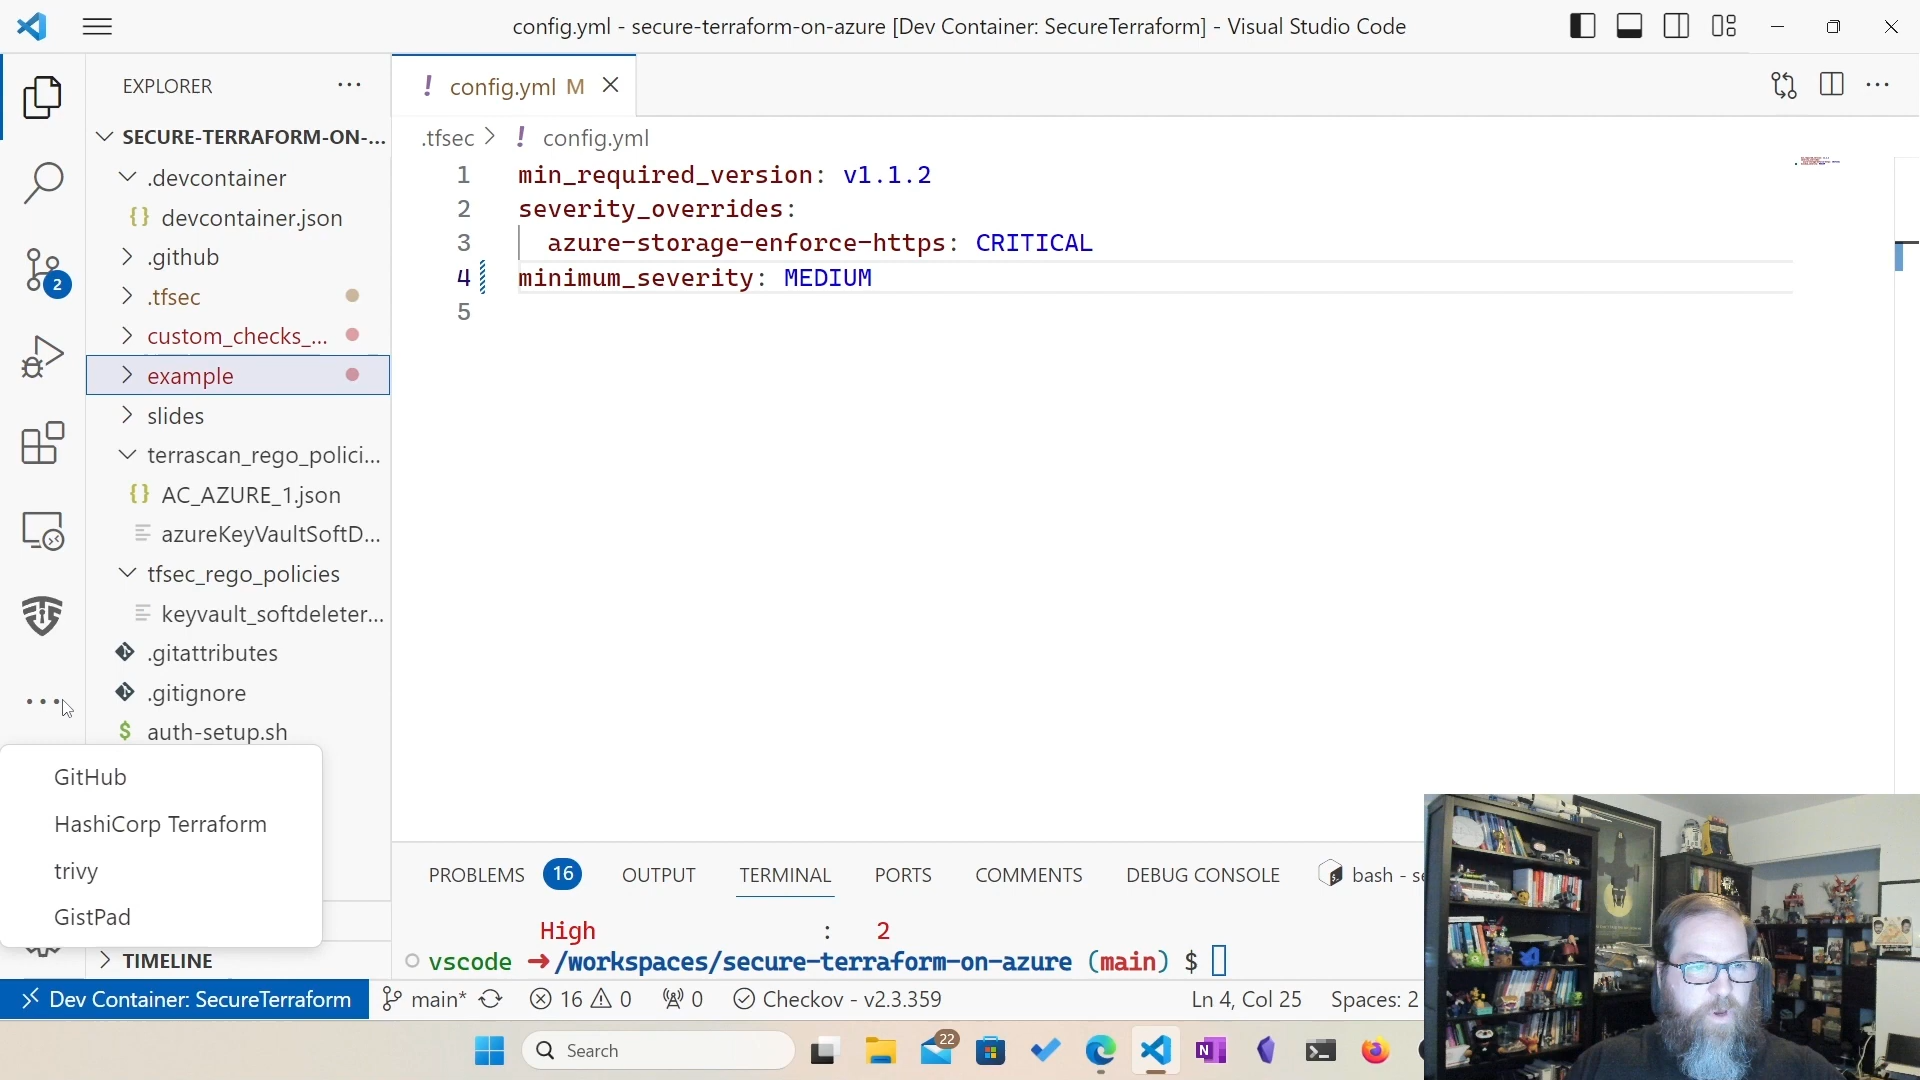 config.yml - secure-terraform-on-azure [Dev Container: SecureTerraform] - Visual Studio Code
EXPLORER
config.yml M
SECURE-TERRAFORM-ON-...
.tfsec > config.yml
.devcontainer
devcontainer.json
.github
.tfsec
custom_checks_...
example
slides
terrascan_rego_polici...
AC_AZURE_1.json
azureKeyVaultSoftD...
tfsec_rego_policies
keyvault_softdeleter...
.gitattributes
.gitignore
auth-setup.sh
2
GitHub
HashiCorp Terraform
trivy
GistPad
TIMELINE
1 min_required_version: v1.1.2
2 severity_overrides:
3 azure-storage-enforce-https: CRITICAL
4 minimum_severity: MEDIUM
5
PROBLEMS 16 OUTPUT TERMINAL PORTS COMMENTS DEBUG CONSOLE bash - se
High : 2
vscode ➜ /workspaces/secure-terraform-on-azure (main) $
Dev Container: SecureTerraform main* 16 0 0 Checkov - v2.3.359 Ln 4, Col 25 Spaces: 2
Search
22